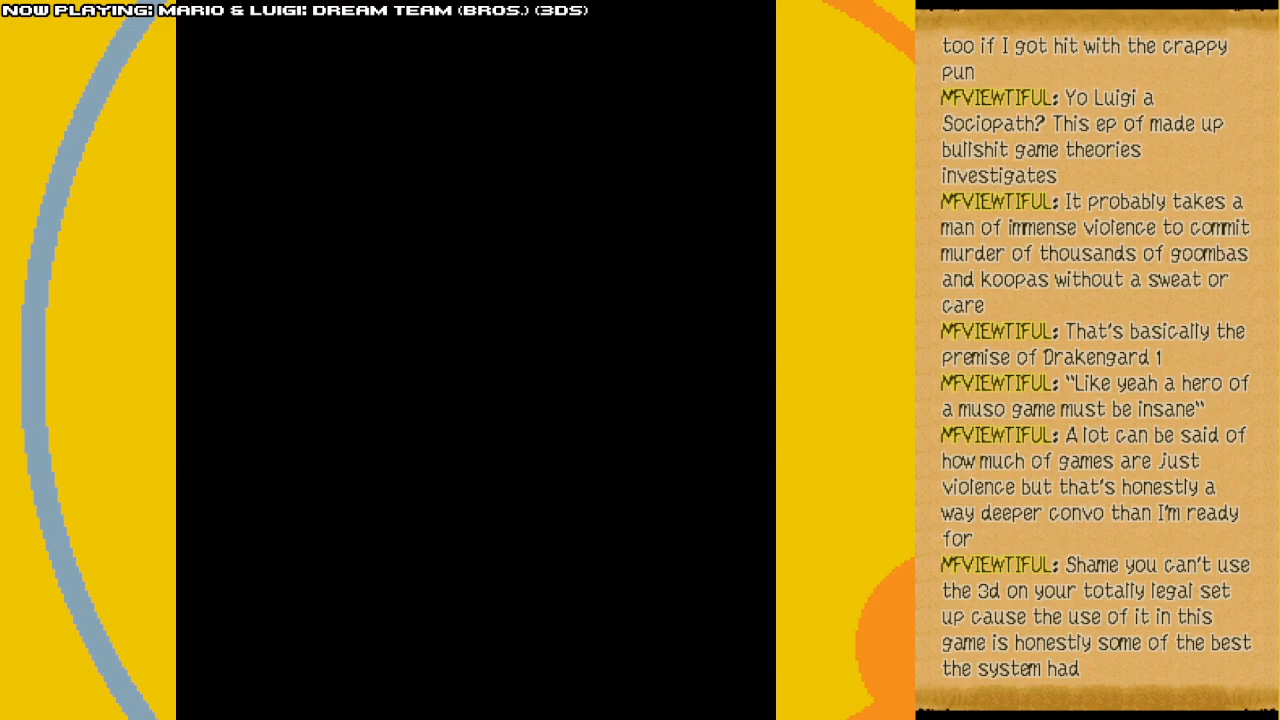 NOW PLAYING: MARIO & LUIGI: DREAM TEAM (BROS.) (3DS)
too if I got hit with the crappy
pun
MFVIEWTIFUL: Yo Luigi a
Sociopath? This ep of made up
bullshit game theories
investigates
MFVIEWTIFUL: It probably takes a
man of immense violence to commit
murder of thousands of goombas
and koopas without a sweat or
care
MFVIEWTIFUL: That's basically the
premise of Drakengard 1
MFVIEWTIFUL: "Like yeah a hero of
a muso game must be insane"
MFVIEWTIFUL: A lot can be said of
how much of games are just
violence but that's honestly a
way deeper convo than I'm ready
for
MFVIEWTIFUL: Shame you can't use
the 3d on your totally legal set
up cause the use of it in this
game is honestly some of the best
the system had